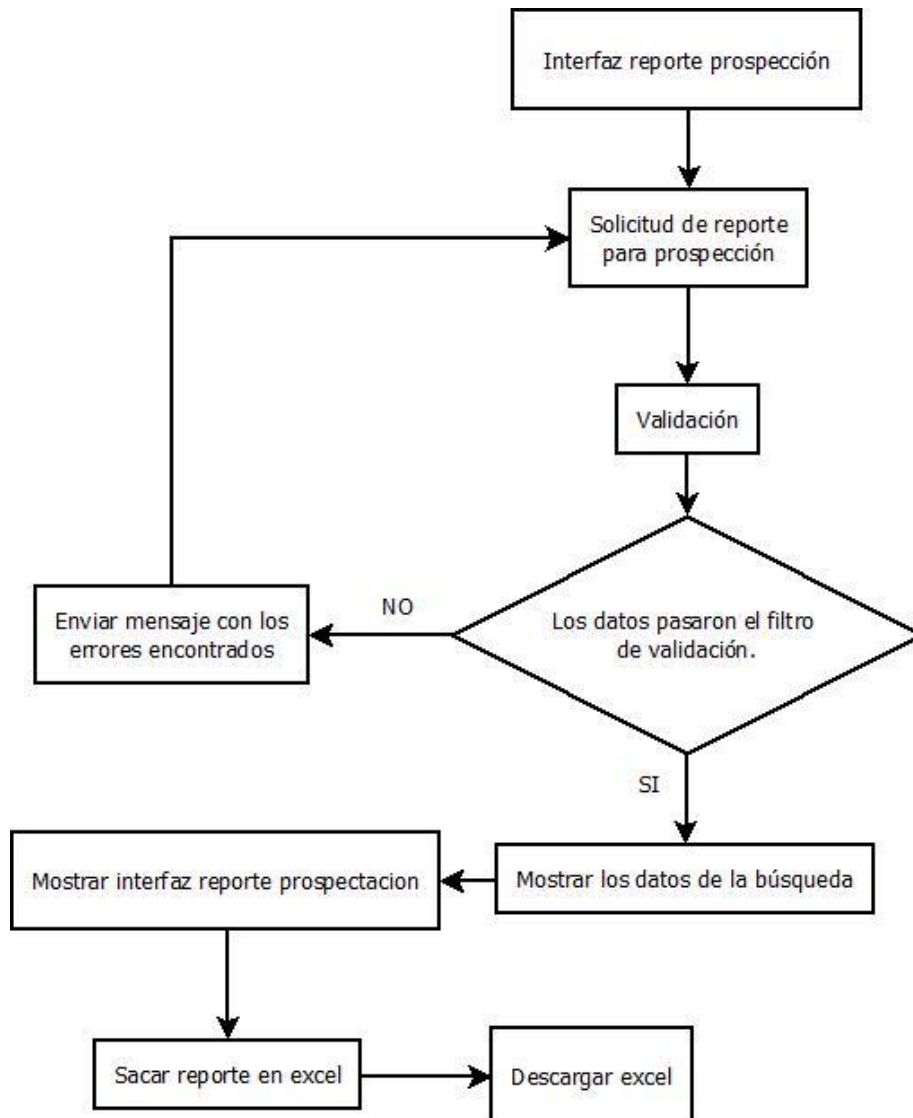 Interfaz reporte prospección
Solicitud de reporte
para prospección
Validación
Los datos pasaron el filtro
de validación.
NO
Enviar mensaje con los
errores encontrados
SI
Mostrar los datos de la búsqueda
Mostrar interfaz reporte prospectacion
Sacar reporte en excel
Descargar excel